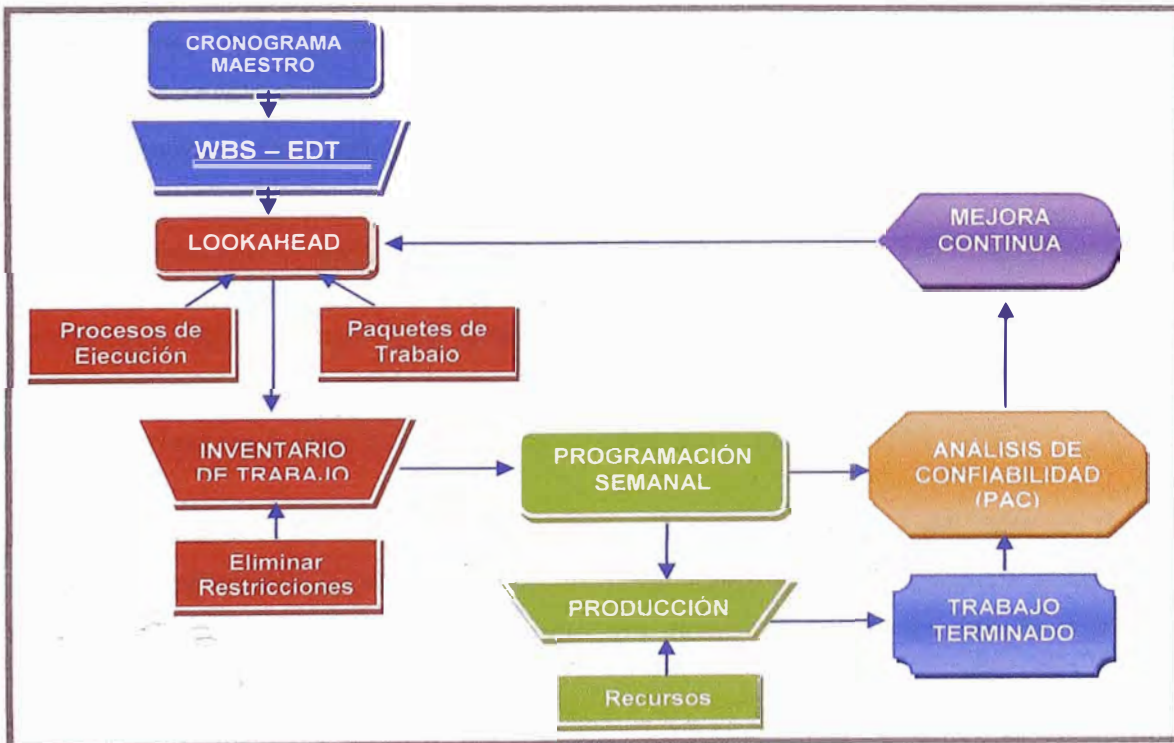 CRONOGRAMA
MAESTRO
WBS – EDT
LOOKAHEAD
MEJORA
CONTINUA
Procesos de
Ejecución
Paquetes de
Trabajo
INVENTARIO
DE TRABAJO
PROGRAMACIÓN
SEMANAL
ANÁLISIS DE
CONFIABILIDAD
(PAC)
Eliminar
Restricciones
PRODUCCIÓN
TRABAJO
TERMINADO
Recursos